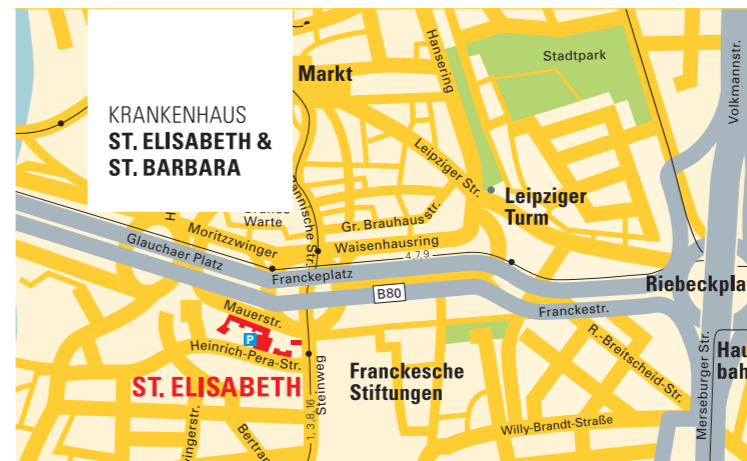 KRANKENHAUS
ST. ELISABETH &
ST. BARBARA
Markt
Hansering
Stadtpark
Volkmannstr.
Leipziger Str.
Leipziger
Turm
Warte
Gr. Brauhausstr.
Moritzzwinger
Waisenhausring
Glauchaer Platz
4,7,9
Franckeplatz
B80
Riebeckpla
Mauerstr.
Franckestr.
P
Heinrich-Pera-Str.
R.-Breitscheid-Str.
Merseburger Str.
Hau
bah
ST. ELISABETH
Steinweg
1, 3, 8, 16
Franckesche
Stiftungen
Willy-Brandt-Straße